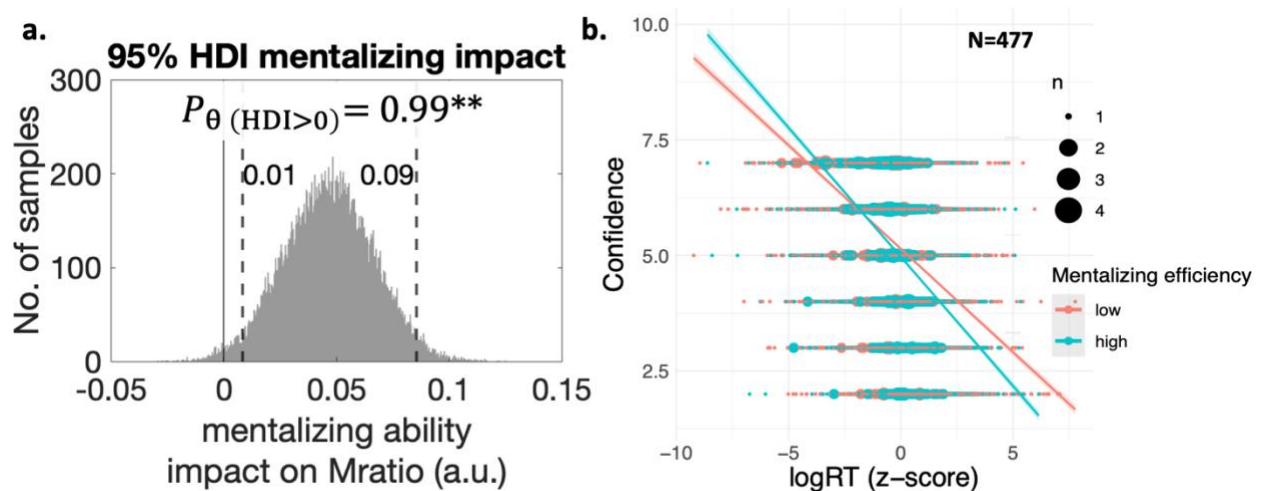 a.
95% HDI mentalizing impact
Pθ (HDI>0)= 0.99**
0.01
0.09
300
200
100
0
No. of samples
-0.05
0
0.05
0.1
0.15
mentalizing ability
impact on Mratio (a.u.)
b.
N=477
10.0
7.5
5.0
2.5
Confidence
−10
−5
0
5
logRT (z−score)
n
1
2
3
4
Mentalizing efficiency
low
high